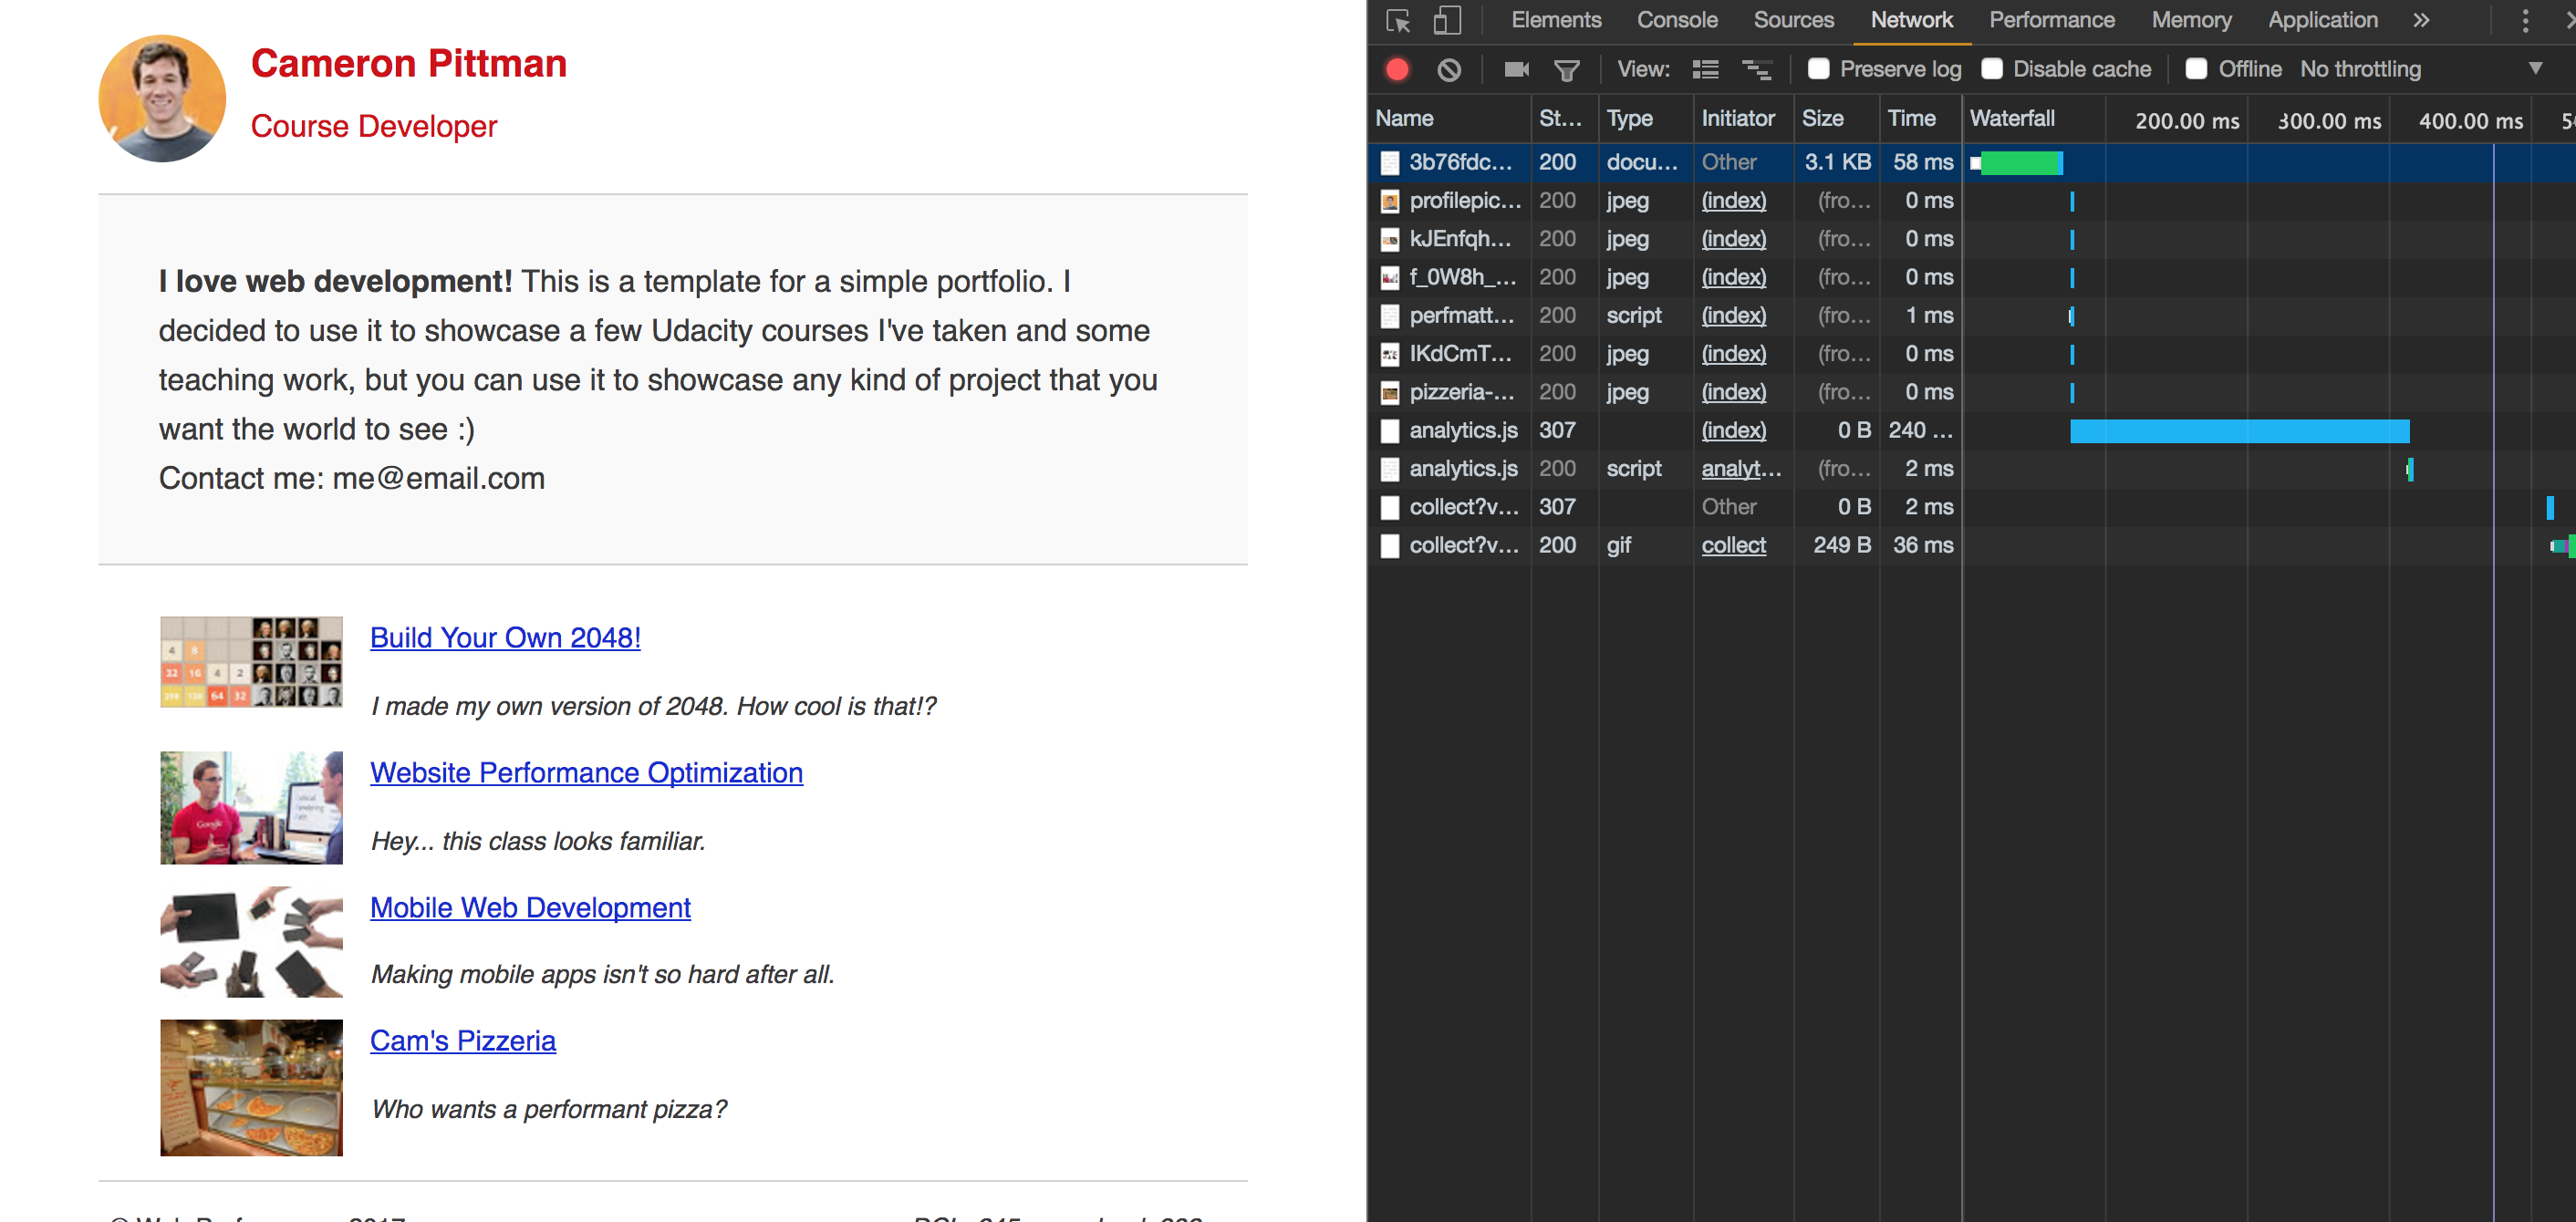 Cameron Pittman
Course Developer
I love web development! This is a template for a simple portfolio. I
decided to use it to showcase a few Udacity courses I've taken and some
teaching work, but you can use it to showcase any kind of project that you
want the world to see :)
Contact me: me@email.com
Build Your Own 2048!
I made my own version of 2048. How cool is that!?
Website Performance Optimization
Hey... this class looks familiar.
Mobile Web Development
Making mobile apps isn't so hard after all.
Cam's Pizzeria
Who wants a performant pizza?
Elements Console Sources Network Performance Memory Application »
View: Preserve log Disable cache Offline No throttling
Name St... Type Initiator Size Time Waterfall 200.00 ms 300.00 ms 400.00 ms
3b76fdc... 200 docu... Other 3.1 KB 58 ms
profilepic... 200 jpeg (index) (fro... 0 ms
kJEnfqh... 200 jpeg (index) (fro... 0 ms
f_0W8h_... 200 jpeg (index) (fro... 0 ms
perfmatt... 200 script (index) (fro... 1 ms
IKdCmT... 200 jpeg (index) (fro... 0 ms
pizzeria-... 200 jpeg (index) (fro... 0 ms
analytics.js 307 (index) 0 B 240 ...
analytics.js 200 script analyt... (fro... 2 ms
collect?v... 307 Other 0 B 2 ms
collect?v... 200 gif collect 249 B 36 ms